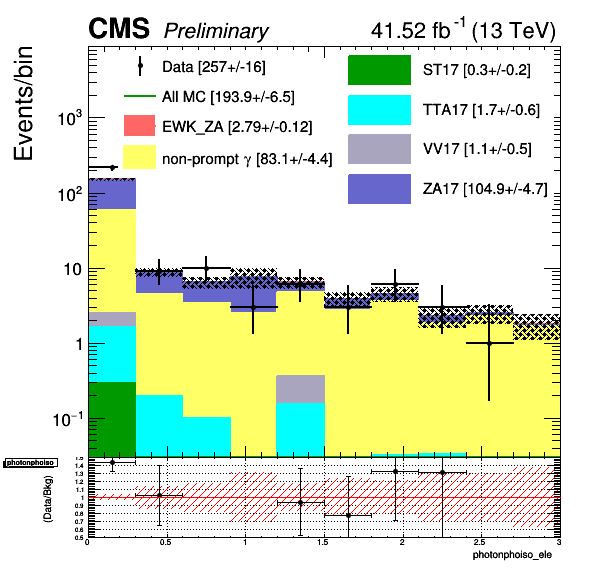 CMS Preliminary 41.52 fb⁻¹ (13 TeV)
Events/bin
Data [257+/-16]
All MC [193.9+/-6.5]
EWK_ZA [2.79+/-0.12]
non-prompt γ [83.1+/-4.4]
ST17 [0.3+/-0.2]
TTA17 [1.7+/-0.6]
VV17 [1.1+/-0.5]
ZA17 [104.9+/-4.7]
10³
10²
10
1
10⁻¹
photonphoiso
(Data/Bkg)
1.5
1.4
1.3
1.2
1.1
1
0.9
0.8
0.7
0.6
0.5
0 0.5 1 1.5 2 2.5 3
photonphoiso_ele